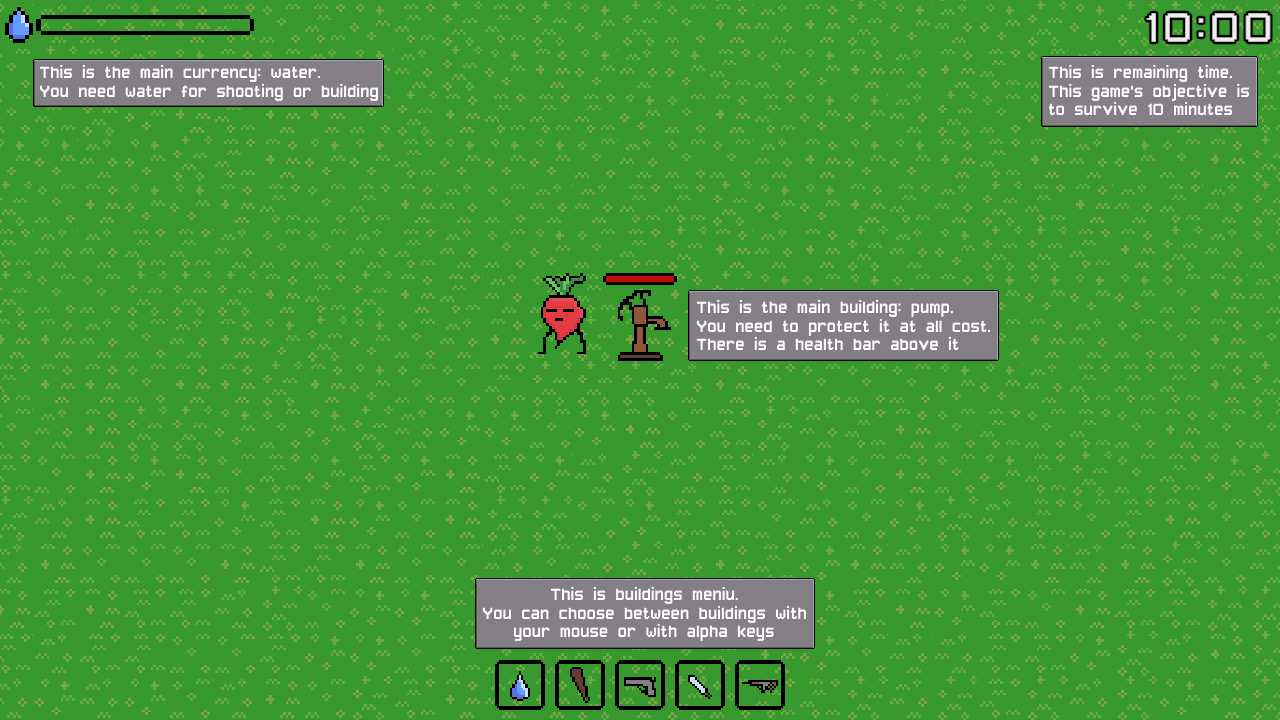 10:00
This is the main currency: water.
You need water for shooting or building
This is remaining time.
This game's objective is
to survive 10 minutes
This is the main building: pump.
You need to protect it at all cost.
There is a health bar above it
This is buildings meniu.
You can choose between buildings with
your mouse or with alpha keys